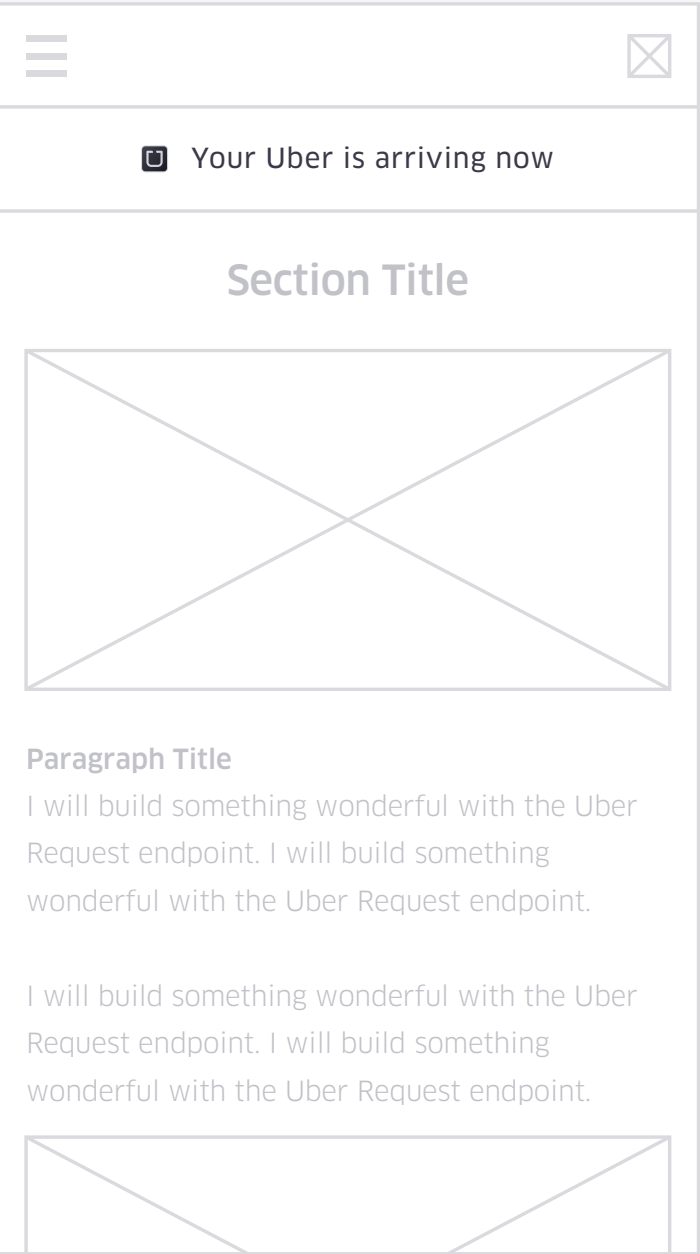 Your Uber is arriving now
Section Title
Paragraph Title
I will build something wonderful with the Uber
Request endpoint. I will build something
wonderful with the Uber Request endpoint.
I will build something wonderful with the Uber
Request endpoint. I will build something
wonderful with the Uber Request endpoint.